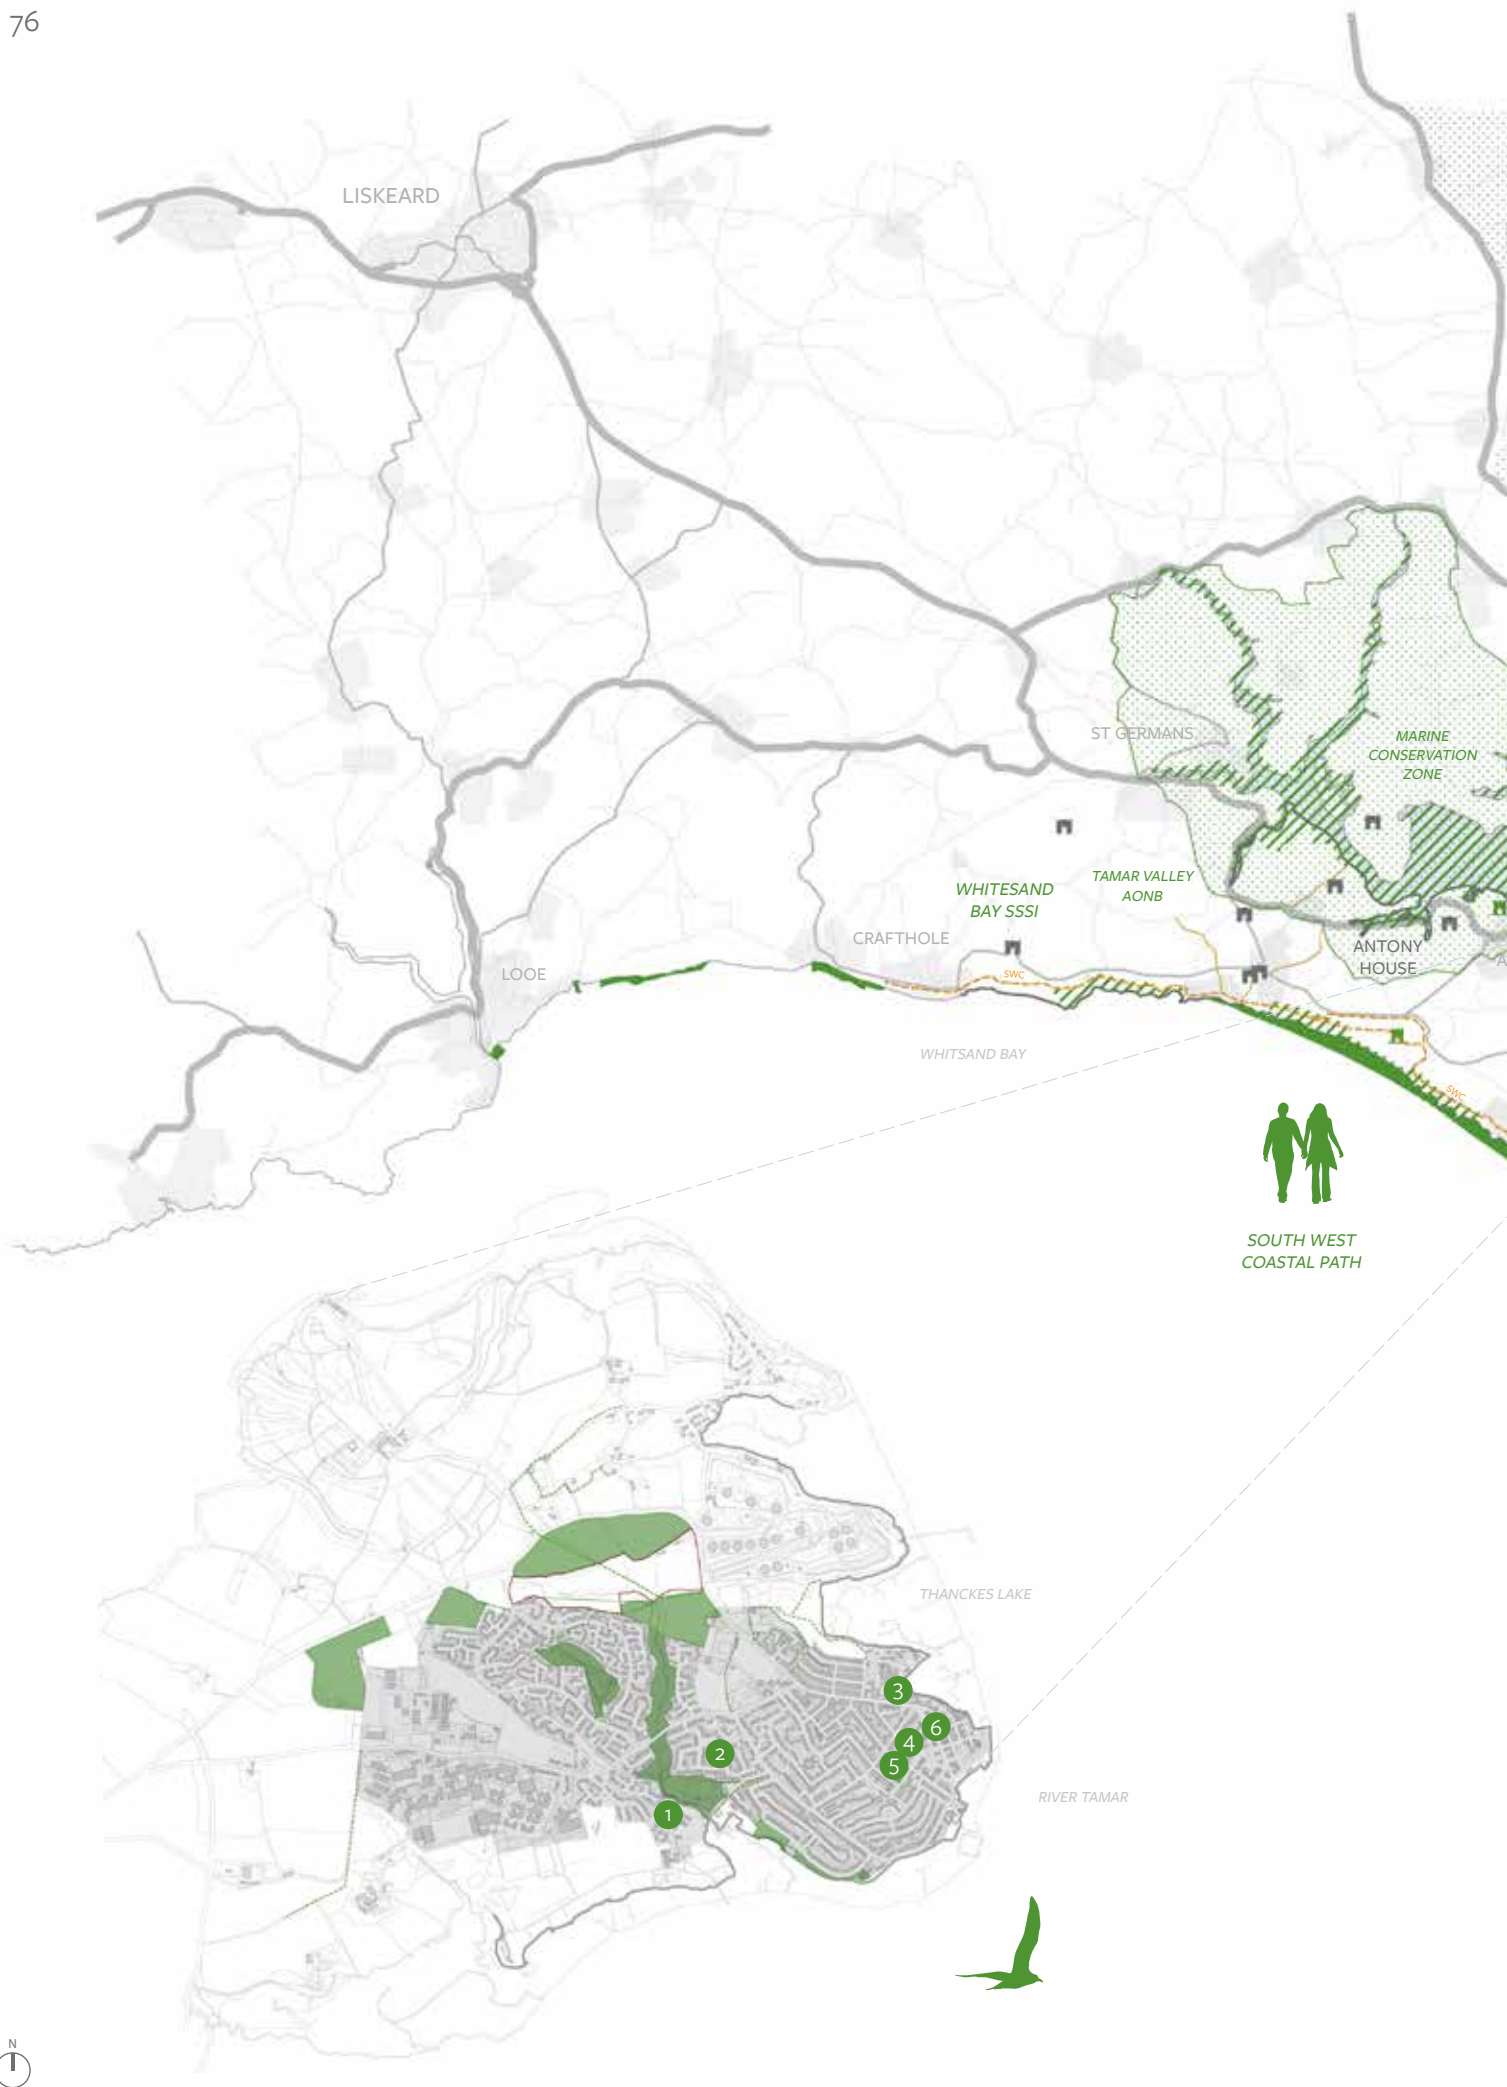 76
LISKEARD
ST GERMANS
MARINE
CONSERVATION
ZONE
WHITESAND
BAY SSSI
TAMAR VALLEY
AONB
CRAFTHOLE
ANTONY
HOUSE
A
LOOE
SWC
WHITSAND BAY
SWC
SOUTH WEST
COASTAL PATH
THANCKES LAKE
3
6
4
2
5
1
RIVER TAMAR
N